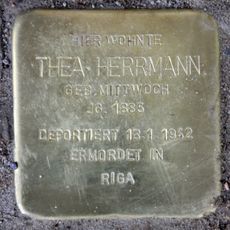 HIER WOHNTE
THEA HERRMANN
GEB. MITTWOCH
JG. 1883
DEPORTIERT 13.1.1942
ERMORDET IN
RIGA